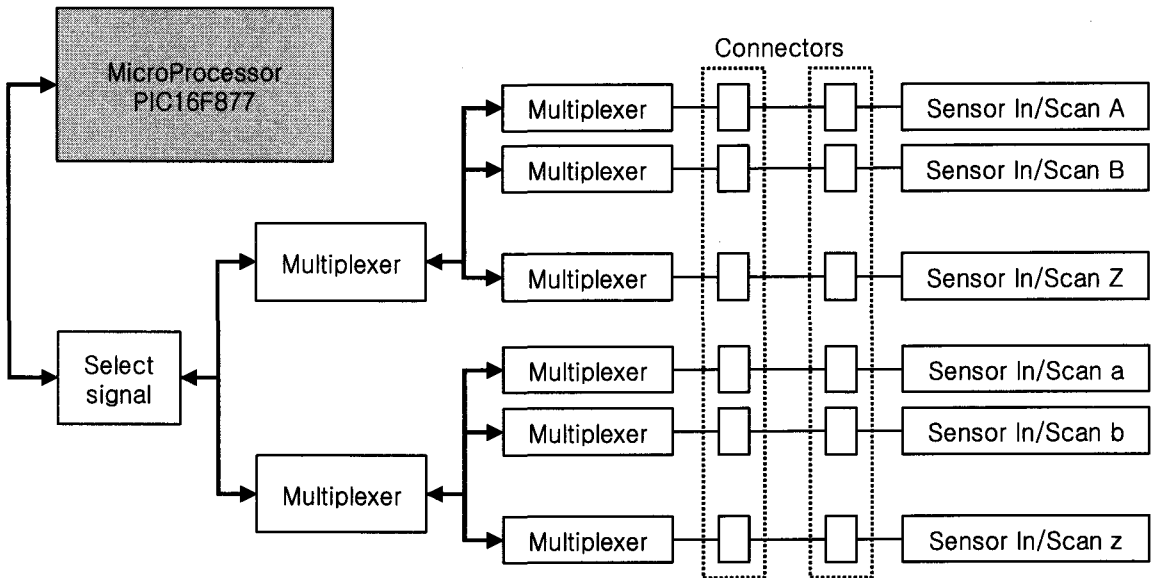 MicroProcessor
PIC16F877
Connectors
Multiplexer
Sensor In/Scan A
Multiplexer
Sensor In/Scan B
Multiplexer
Multiplexer
Sensor In/Scan Z
Select
signal
Multiplexer
Sensor In/Scan a
Multiplexer
Sensor In/Scan b
Multiplexer
Multiplexer
Sensor In/Scan z